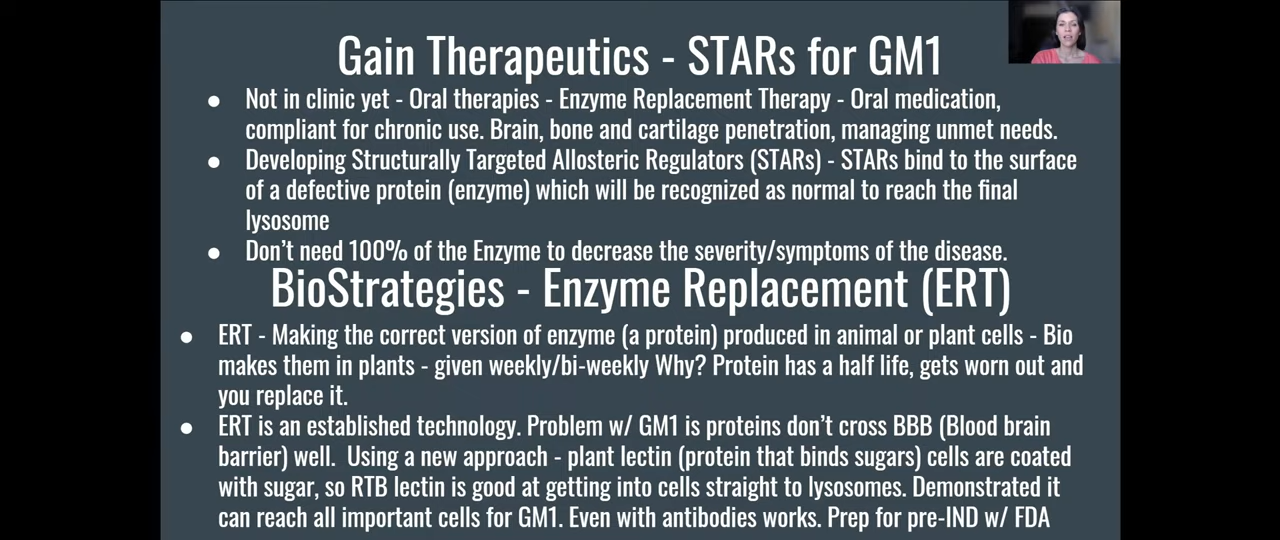 Gain Therapeutics - STARs for GM1
● Not in clinic yet - Oral therapies - Enzyme Replacement Therapy - Oral medication,
compliant for chronic use. Brain, bone and cartilage penetration, managing unmet needs.
● Developing Structurally Targeted Allosteric Regulators (STARs) - STARs bind to the surface
of a defective protein (enzyme) which will be recognized as normal to reach the final
lysosome
● Don't need 100% of the Enzyme to decrease the severity/symptoms of the disease.
BioStrategies - Enzyme Replacement (ERT)
● ERT - Making the correct version of enzyme (a protein) produced in animal or plant cells - Bio
makes them in plants - given weekly/bi-weekly Why? Protein has a half life, gets worn out and
you replace it.
● ERT is an established technology. Problem w/ GM1 is proteins don't cross BBB (Blood brain
barrier) well. Using a new approach - plant lectin (protein that binds sugars) cells are coated
with sugar, so RTB lectin is good at getting into cells straight to lysosomes. Demonstrated it
can reach all important cells for GM1. Even with antibodies works. Prep for pre-IND w/ FDA